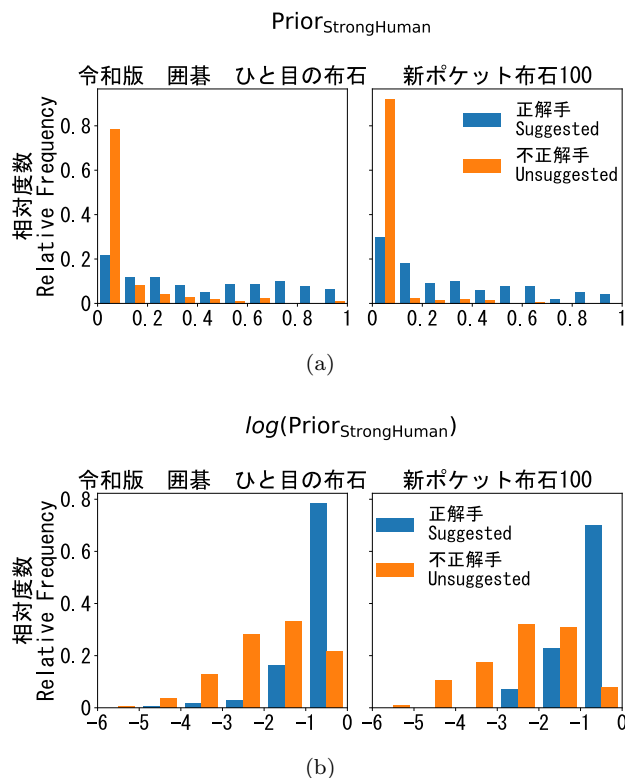 Prior_StrongHuman
令和版 囲碁 ひと目の布石
新ポケット布石100
相対度数
Relative Frequency
0.8
0.6
0.4
0.2
0
正解手
Suggested
不正解手
Unsuggested
0 0.2 0.4 0.6 0.8 1
0 0.2 0.4 0.6 0.8 1
(a)
log(Prior_StrongHuman)
令和版 囲碁 ひと目の布石
新ポケット布石100
相対度数
Relative Frequency
0.8
0.6
0.4
0.2
0
正解手
Suggested
不正解手
Unsuggested
-6 -5 -4 -3 -2 -1 0
-6 -5 -4 -3 -2 -1 0
(b)